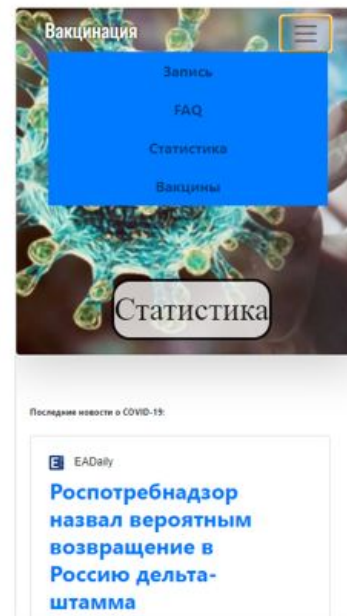 Вакцинация
Запись
FAQ
Статистика
Вакцины
Статистика
Последние новости о COVID-19:
EADaily
Роспотребнадзор
назвал вероятным
возвращение в
Россию дельта-
штамма